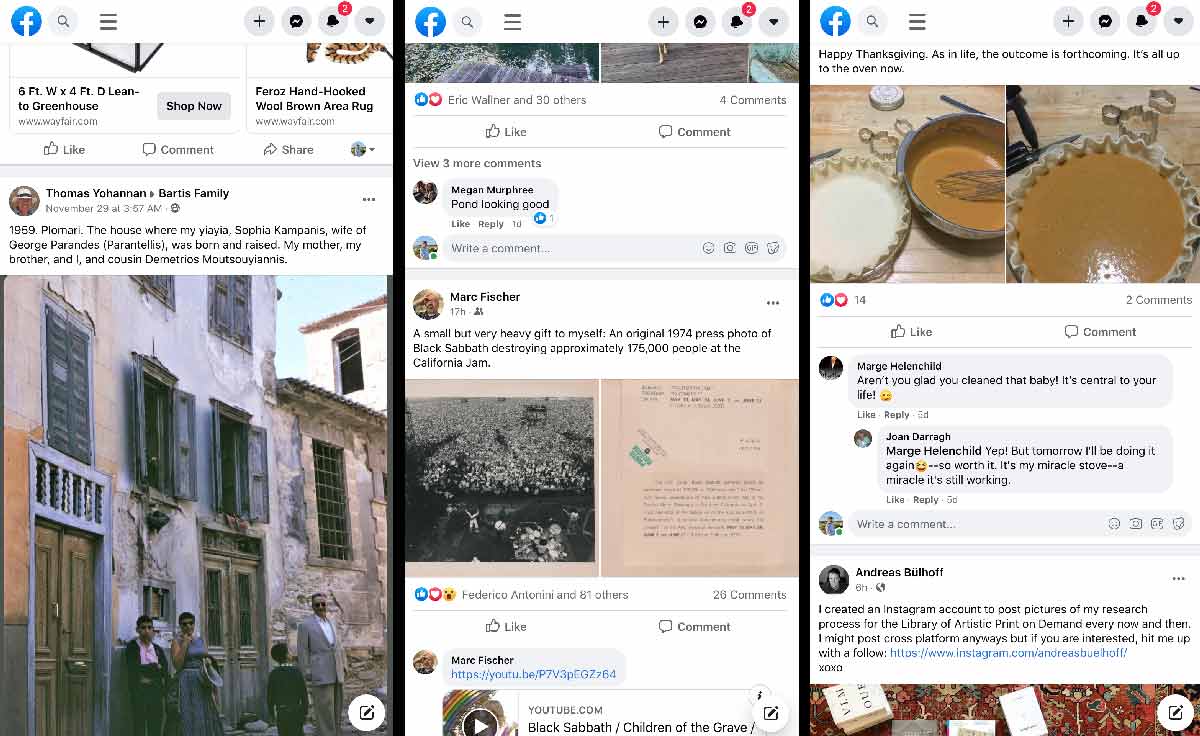 2
6 Ft. W x 4 Ft. D Lean-
to Greenhouse
www.wayfair.com
Shop Now
Feroz Hand-Hooked
Wool Brown Area Rug
www.wayfair.com
Like
Comment
Share
Thomas Yohannan ▸ Bartis Family
November 29 at 3:57 AM ·
1959. Plomari. The house where my yiayia, Sophia Kampanis, wife of
George Parandes (Parantellis), was born and raised. My mother, my
brother, and I, and cousin Demetrios Moutsouyiannis.
2
Eric Wallner and 30 others
4 Comments
Like
Comment
View 3 more comments
Megan Murphree
Pond looking good
Like Reply 1d
1
Write a comment...
GIF
Marc Fischer
17h ·
A small but very heavy gift to myself: An original 1974 press photo of
Black Sabbath destroying approximately 175,000 people at the
California Jam.
Federico Antonini and 81 others
26 Comments
Like
Comment
Marc Fischer
https://youtu.be/P7V3pEGZz64
YOUTUBE.COM
Black Sabbath / Children of the Grave /
2
Happy Thanksgiving. As in life, the outcome is forthcoming. It's all up
to the oven now.
14
2 Comments
Like
Comment
Marge Helenchild
Aren't you glad you cleaned that baby! It's central to your
life! 😉
Like · Reply · 5d
Joan Darragh
Marge Helenchild Yep! But tomorrow I'll be doing it
again😆--so worth it. It's my miracle stove--a
miracle it's still working.
Like · Reply · 5d
Write a comment...
GIF
Andreas Bülhoff
6h ·
I created an Instagram account to post pictures of my research
process for the Library of Artistic Print on Demand every now and then.
I might post cross platform anyways but if you are interested, hit me up
with a follow: https://www.instagram.com/andreasbuelhoff/
xoxo